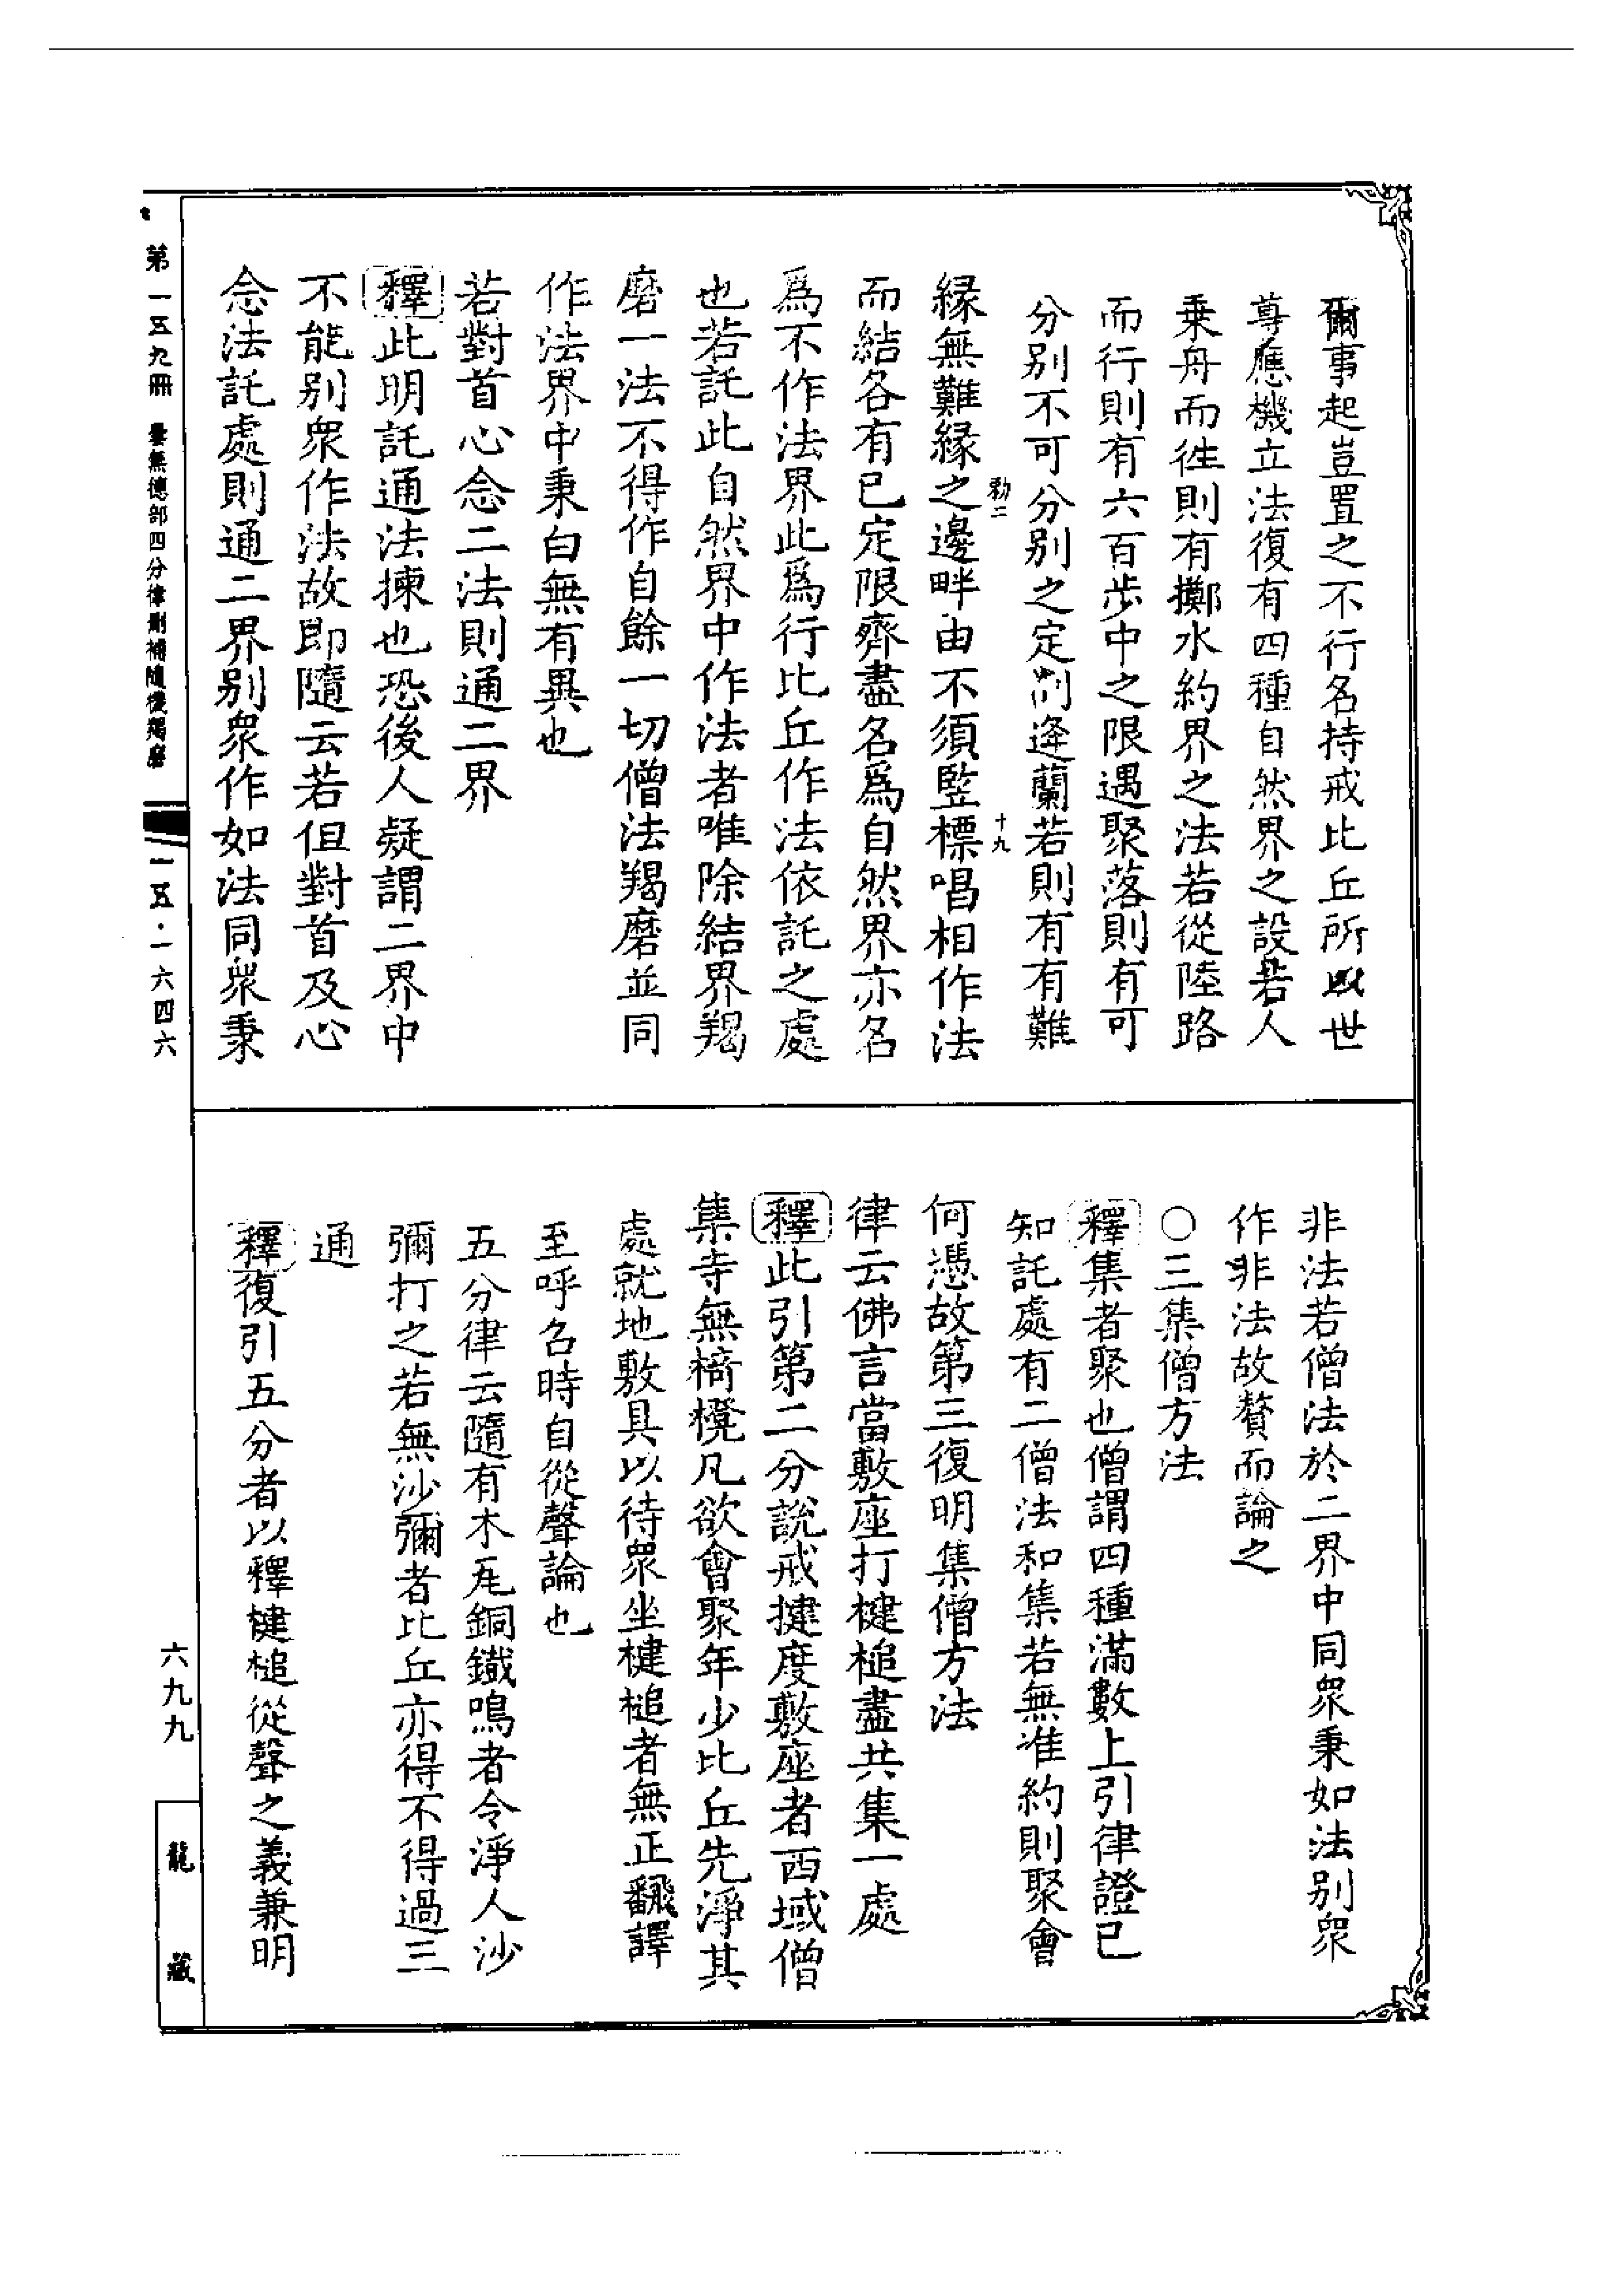 爾事起豈置之不行名持戒比丘所以世
尊應機立法復有四種自然界之設若人
乗舟而徃則有擲水約界之法若從陸路
而行則有六百步中之限遇聚落則有可
分别不可分别之定制逄蘭若則有有難
縁無難縁之邊畔由不須竪標唱相作法
勒二
十九
而結各有已定限齊盡名爲自然界亦名
爲不作法界此爲行比丘作法依託之處
也若託此自然界中作法者唯除結界羯
磨一法不得作自餘一切僧法羯磨並同
作法界中秉白無有異也
若對首心念二法則通二界
釋此明託通法揀也恐後人疑謂二界中
不能别衆作法故即隨云若但對首及心
念法託處則通二界别衆作如法同衆秉
非法若僧法於二界中同衆秉如法别衆
作非法故贅而論之
○三集僧方法
釋集者聚也僧謂四種滿數上引律證已
知託處有二僧法和集若無准約則聚會
何憑故第三復明集僧方法
律云佛言當敷座打楗槌盡共集一處
釋此引第二分説戒揵度敷座者西域僧
集寺無椅櫈凡欲會聚年少比丘先淨其
處就地敷具以待衆坐楗槌者無正翻譯
至呼名時自從聲論也
五分律云隨有木瓦銅鐵鳴者令淨人沙
彌打之若無沙彌者比丘亦得不得過三
通
釋復引五分者以釋楗槌從聲之義兼明
第一五九冊　曇無德部四分律刪補隨機羯磨
一五·一六四六
六九九
龍藏